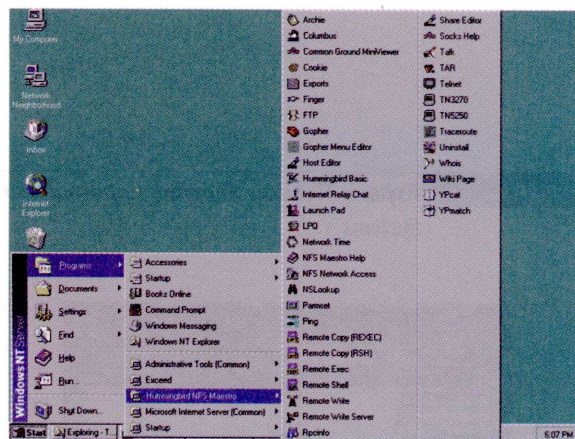 My Computer
Network
Neighborhood
Inbox
Internet
Explorer
Windows NT Server
Programs
Documents
Settings
Find
Help
Run...
Shut Down...
Accessories
Startup
Books Online
Command Prompt
Windows Messaging
Windows NT Explorer
Administrative Tools (Common)
Exceed
Hummingbird NFS Maestro
Microsoft Internet Server (Common)
Startup
Archie
Columbus
Common Ground MiniViewer
Cookie
Exports
Finger
FTP
Gopher
Gopher Menu Editor
Host Editor
Hummingbird Basic
Internet Relay Chat
Launch Pad
LPQ
Network Time
NFS Maestro Help
NFS Network Access
NSLookup
Parmset
Ping
Remote Copy (REXEC)
Remote Copy (RSH)
Remote Exec
Remote Shell
Remote Write
Remote Write Server
Rpcinfo
Share Editor
Socks Help
Talk
TAR
Telnet
TN3270
TN5250
Traceroute
Uninstall
Whois
Wiki Page
YPcat
YPmatch
Start
Exploring - T...
6:07 PM